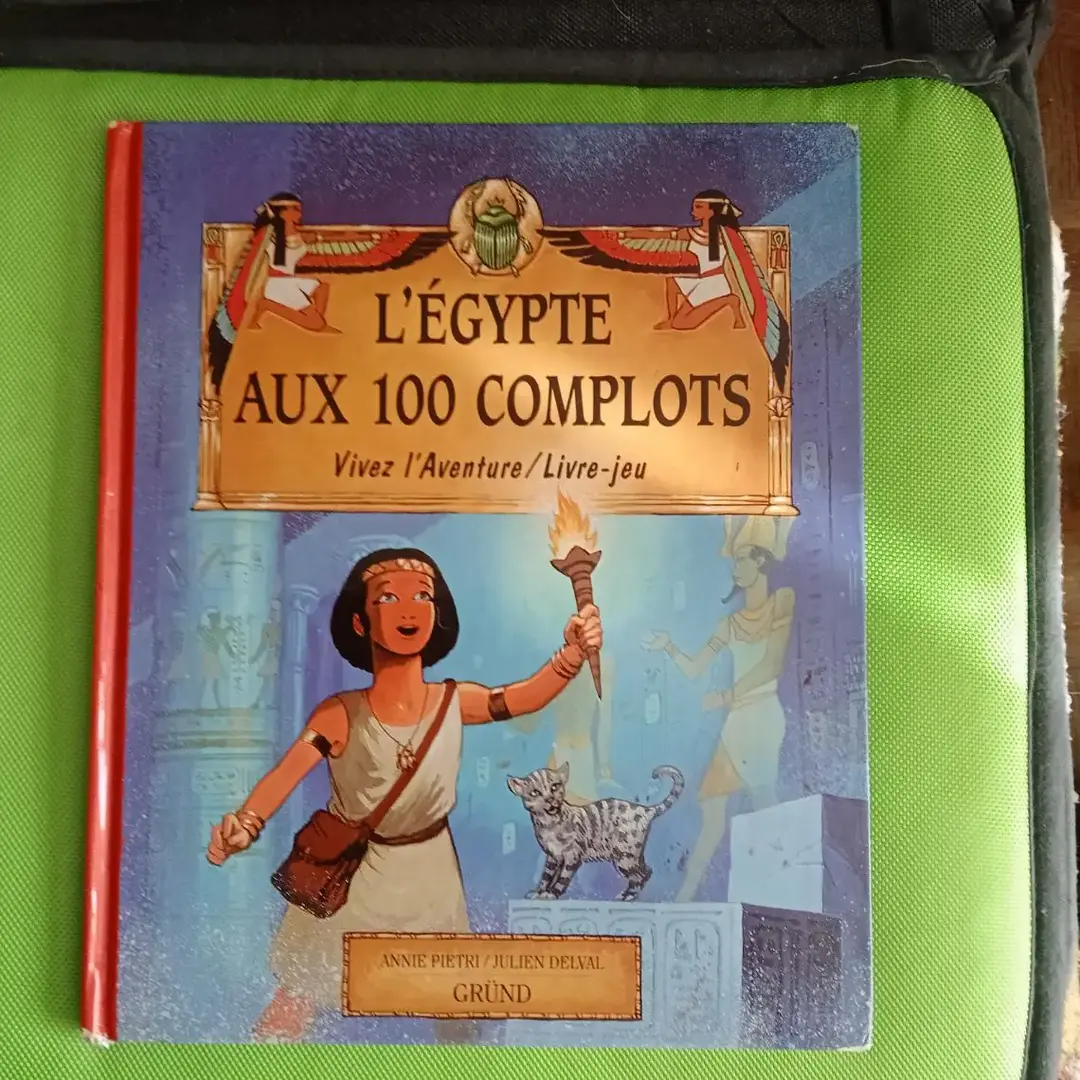 L'ÉGYPTE
AUX 100 COMPLOTS
Vivez l'Aventure/Livre-jeu
ANNIE PIETRI/JULIEN DELVAL
GRÜND